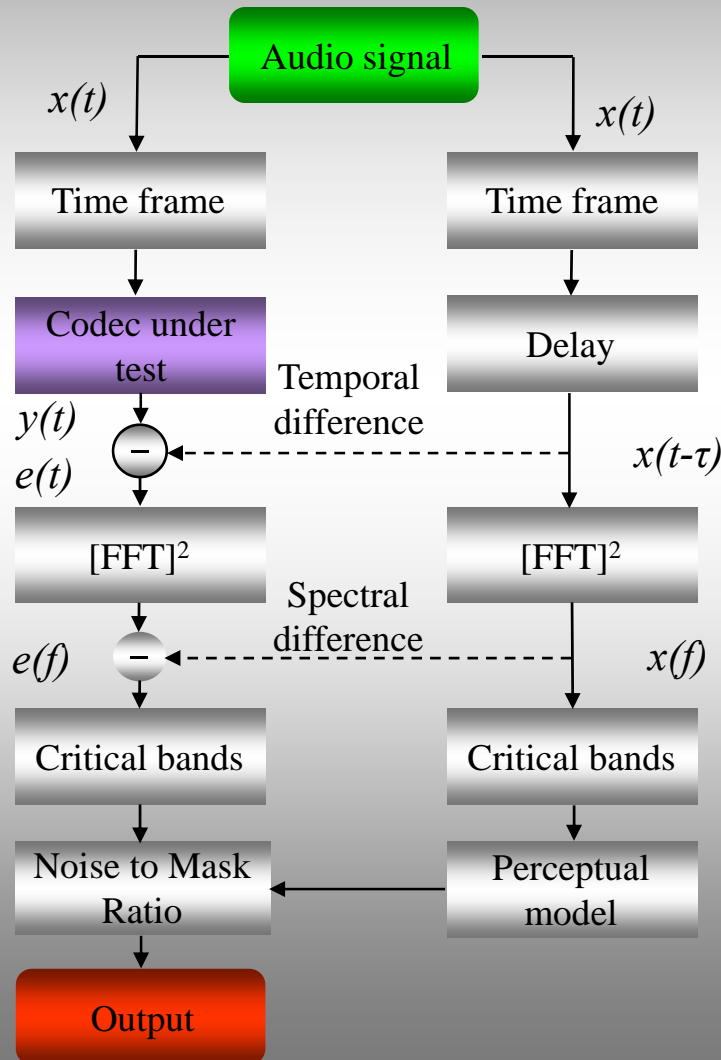 Audio signal
x(t)
x(t)
Time frame
Time frame
Codec under
test
Delay
Temporal
difference
y(t)
e(t)
x(t-τ)
[FFT]²
[FFT]²
Spectral
difference
e(f)
x(f)
Critical bands
Critical bands
Noise to Mask
Ratio
Perceptual
model
Output